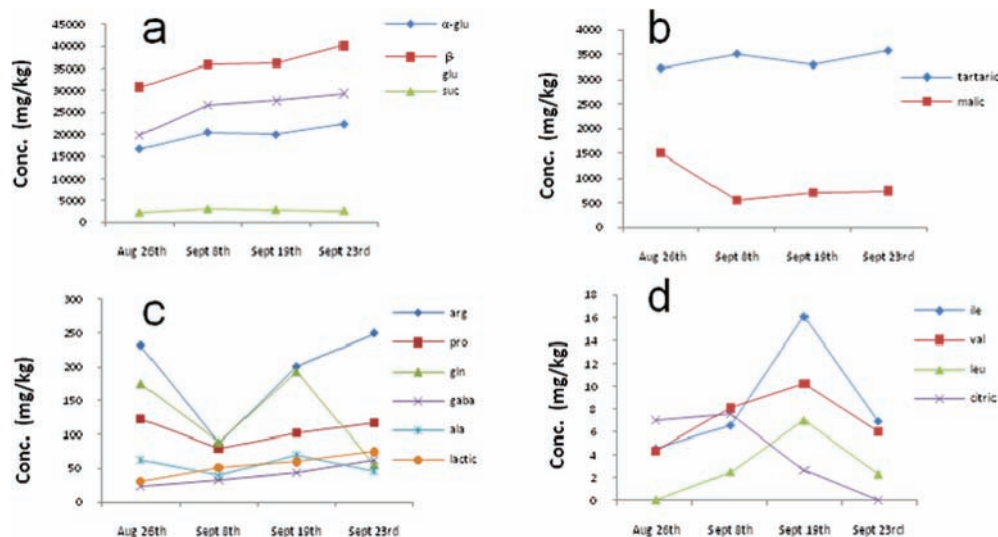 a
Conc. (mg/kg)
45000
40000
35000
30000
25000
20000
15000
10000
5000
0
Aug 26th Sept 8th Sept 19th Sept 23rd
α-glu
β
glu
suc
b
Conc. (mg/kg)
4000
3500
3000
2500
2000
1500
1000
500
0
Aug 26th Sept 8th Sept 19th Sept 23rd
tartaric
malic
c
Conc. (mg/kg)
300
250
200
150
100
50
0
Aug 26th Sept 8th Sept 19th Sept 23rd
arg
pro
gln
gaba
ala
lactic
d
Conc. (mg/kg)
18
16
14
12
10
8
6
4
2
0
Aug 26th Sept 8th Sept 19th Sept 23rd
ile
val
leu
citric